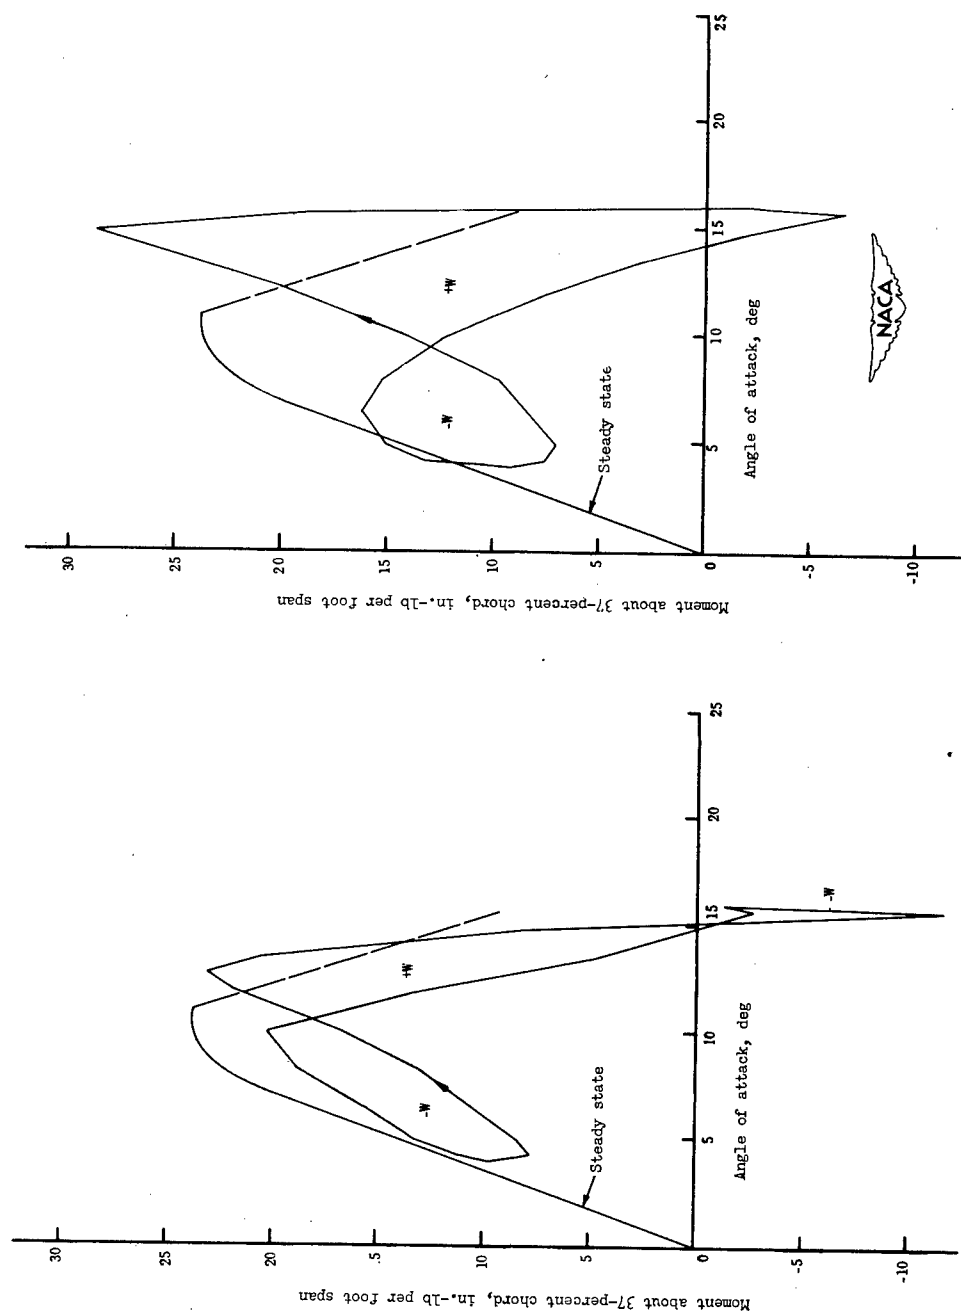 30
25
20
15
10
5
0
-5
-10
Moment about 37-percent chord, in.-lb per foot span
5
10
15
20
25
Angle of attack, deg
Steady state
-W
+W
-W
30
25
20
15
10
5
0
-5
-10
Moment about 37-percent chord, in.-lb per foot span
5
10
15
20
25
Angle of attack, deg
Steady state
-W
+W
NACA